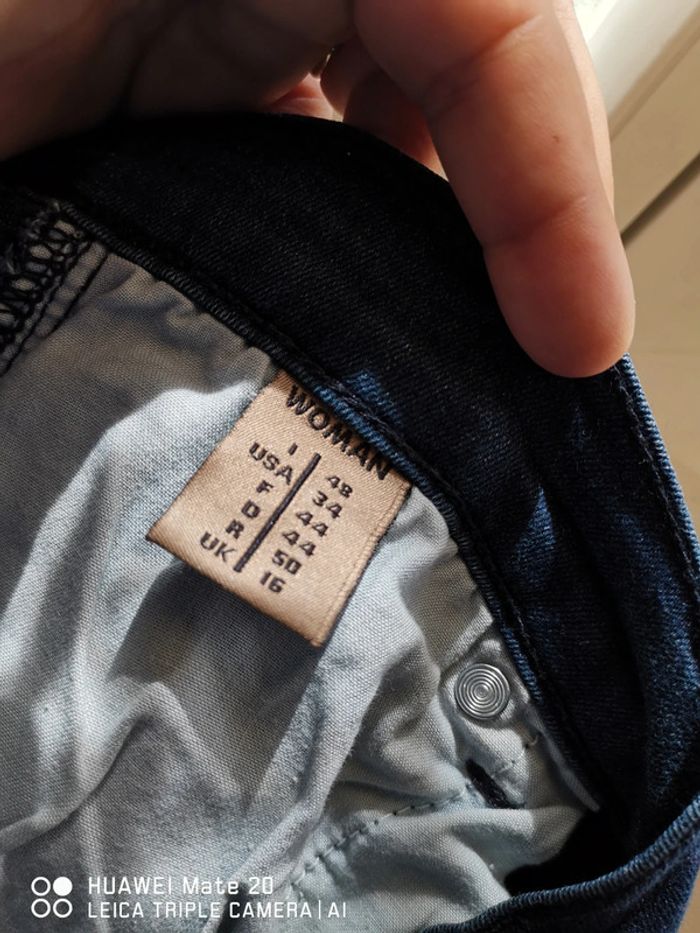 WOMAN
I 48
USA 34
F 44
D 44
R 50
UK 16
HUAWEI Mate 20
LEICA TRIPLE CAMERA | AI